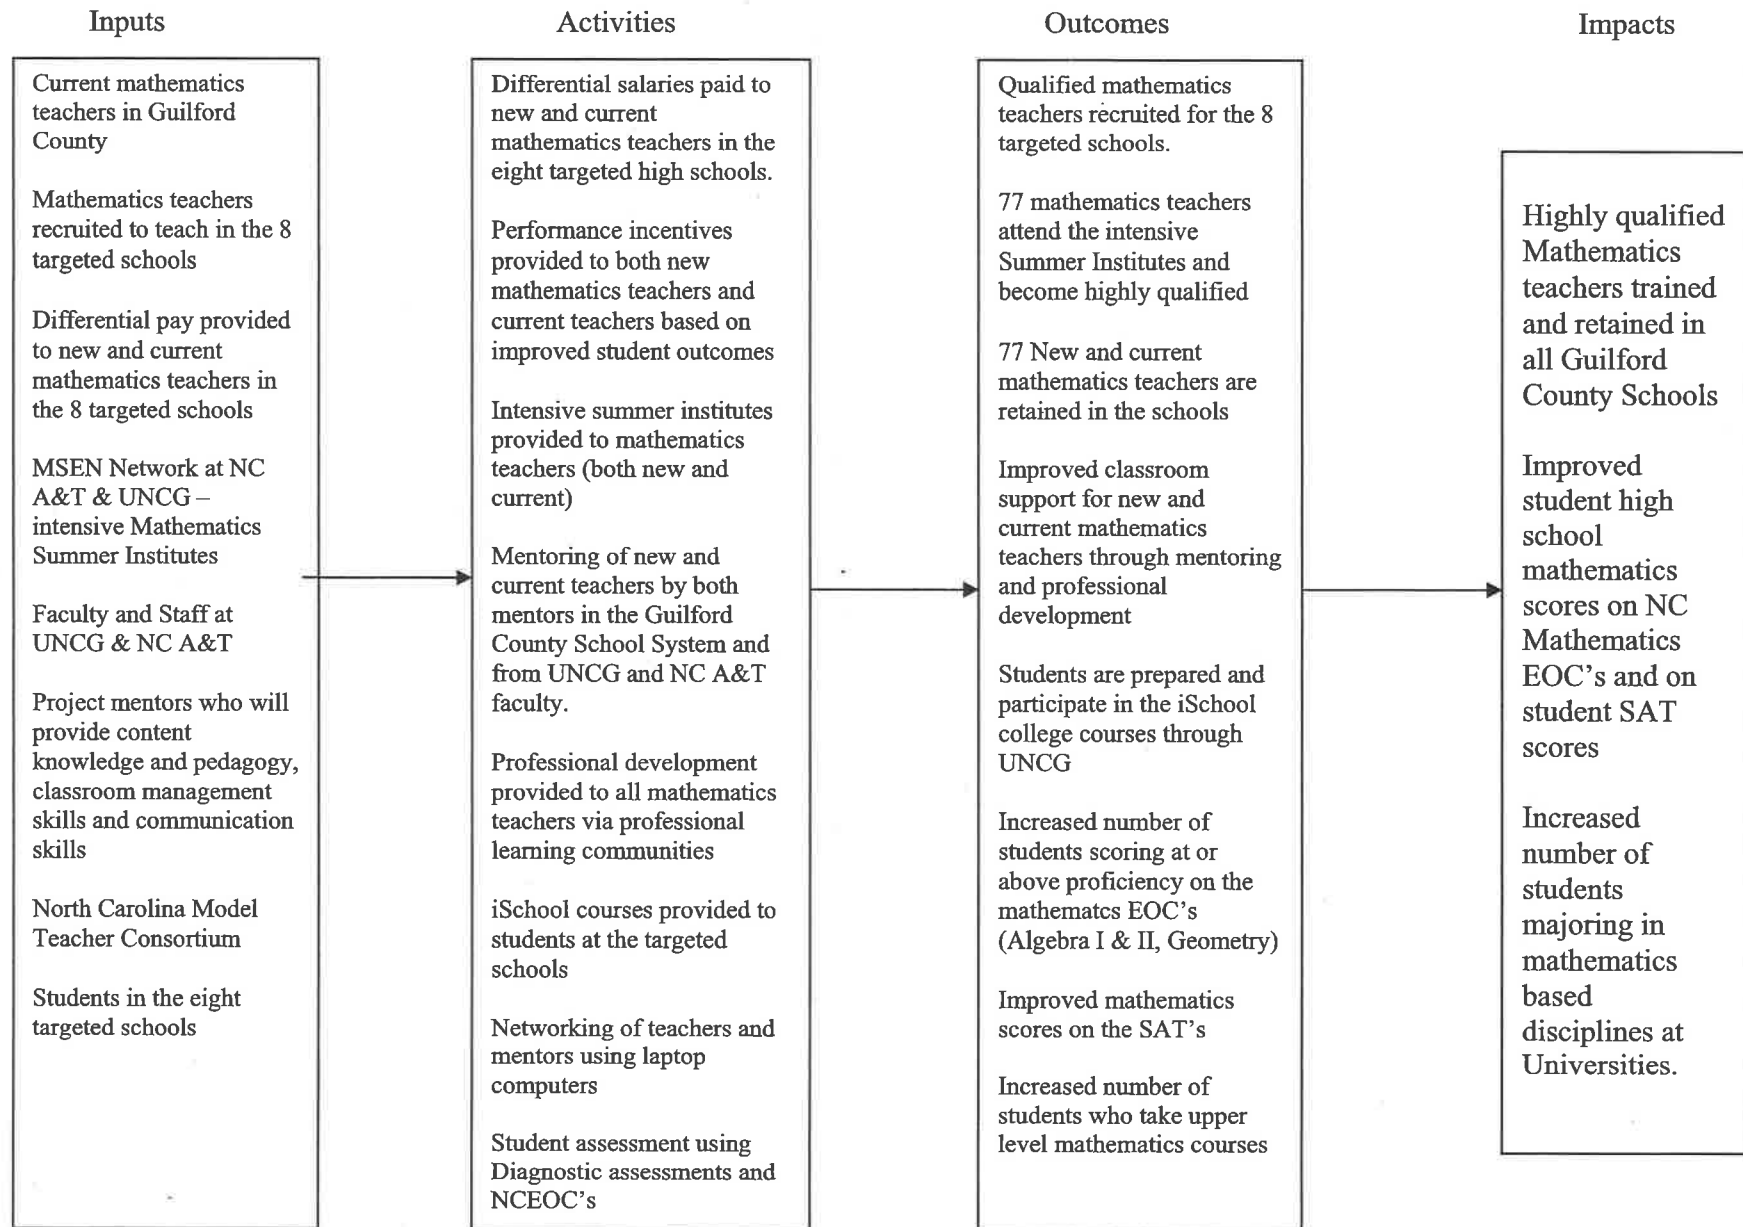 Inputs
Current mathematics
teachers in Guilford
County
Mathematics teachers
recruited to teach in the 8
targeted schools
Differential pay provided
to new and current
mathematics teachers in
the 8 targeted schools
MSEN Network at NC
A&T & UNCG –
intensive Mathematics
Summer Institutes
Faculty and Staff at
UNCG & NC A&T
Project mentors who will
provide content
knowledge and pedagogy,
classroom management
skills and communication
skills
North Carolina Model
Teacher Consortium
Students in the eight
targeted schools
Activities
Differential salaries paid to
new and current
mathematics teachers in the
eight targeted high schools.
Performance incentives
provided to both new
mathematics teachers and
current teachers based on
improved student outcomes
Intensive summer institutes
provided to mathematics
teachers (both new and
current)
Mentoring of new and
current teachers by both
mentors in the Guilford
County School System and
from UNCG and NC A&T
faculty.
Professional development
provided to all mathematics
teachers via professional
learning communities
iSchool courses provided to
students at the targeted
schools
Networking of teachers and
mentors using laptop
computers
Student assessment using
Diagnostic assessments and
NCEOC's
Outcomes
Qualified mathematics
teachers recruited for the 8
targeted schools.
77 mathematics teachers
attend the intensive
Summer Institutes and
become highly qualified
77 New and current
mathematics teachers are
retained in the schools
Improved classroom
support for new and
current mathematics
teachers through mentoring
and professional
development
Students are prepared and
participate in the iSchool
college courses through
UNCG
Increased number of
students scoring at or
above proficiency on the
mathematcs EOC's
(Algebra I & II, Geometry)
Improved mathematics
scores on the SAT's
Increased number of
students who take upper
level mathematics courses
Impacts
Highly qualified
Mathematics
teachers trained
and retained in
all Guilford
County Schools
Improved
student high
school
mathematics
scores on NC
Mathematics
EOC's and on
student SAT
scores
Increased
number of
students
majoring in
mathematics
based
disciplines at
Universities.